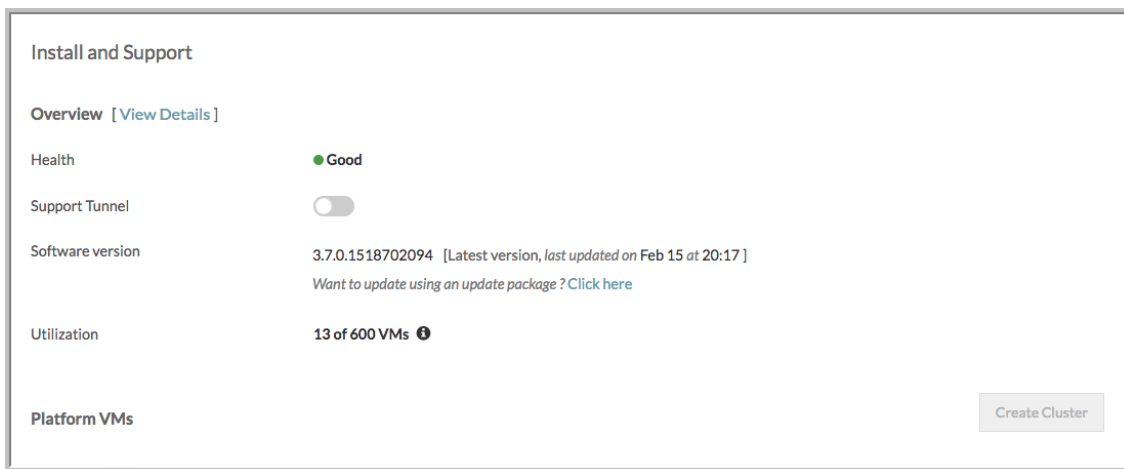 Install and Support
Overview [ View Details ]
Health Good
Support Tunnel
Software version 3.7.0.1518702094 [Latest version, last updated on Feb 15 at 20:17 ]
Want to update using an update package ? Click here
Utilization 13 of 600 VMs
Platform VMs Create Cluster